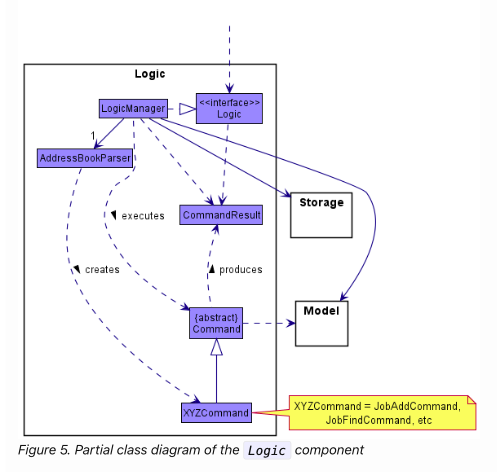 Logic
LogicManager
<<interface>>
Logic
1
AddressBookParser
Storage
executes
CommandResult
creates
produces
{abstract}
Command
Model
XYZCommand
XYZCommand = JobAddCommand,
JobFindCommand, etc
Figure 5. Partial class diagram of the Logic component